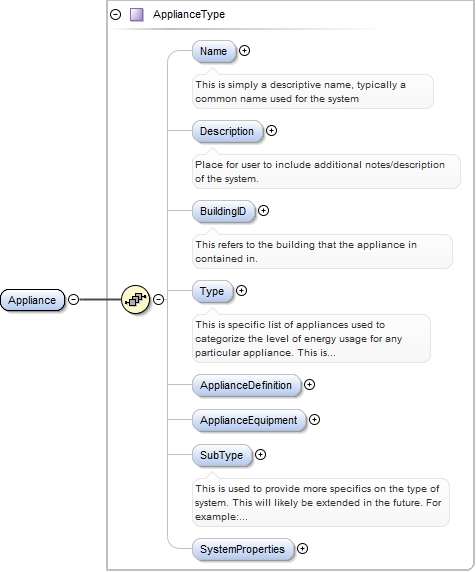 ApplianceType
Name
This is simply a descriptive name, typically a
common name used for the system
Description
Place for user to include additional notes/description
of the system.
BuildingID
This refers to the building that the appliance in
contained in.
Appliance
Type
This is specific list of appliances used to
categorize the level of energy usage for any
particular appliance. This is...
ApplianceDefinition
ApplianceEquipment
SubType
This is used to provide more specifics on the type of
system. This will likely be extended in the future. For
example:...
SystemProperties